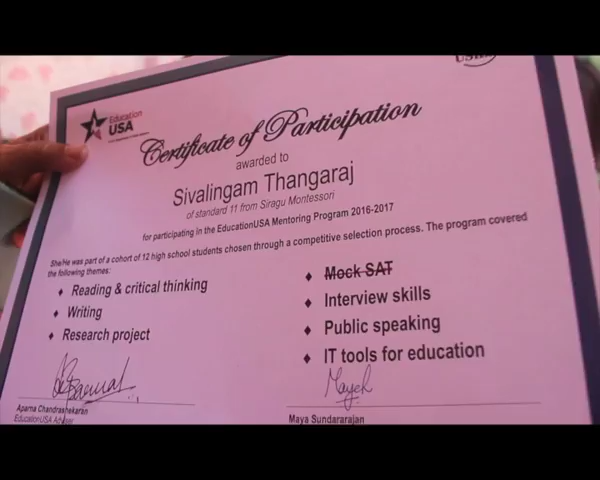 Education
USA
Certificate of Participation
awarded to
Sivalingam Thangaraj
of standard 11 from Siragu Montessori
for participating in the EducationUSA Mentoring Program 2016-2017
She/He was part of a cohort of 12 high school students chosen through a competitive selection process. The program covered
the following themes:
♦ Reading & critical thinking
♦ Writing
♦ Research project
♦ Mock SAT
♦ Interview skills
♦ Public speaking
♦ IT tools for education
Aparna Chandrashekaran
EducationUSA Adviser
Mayek
Maya Sundararajan